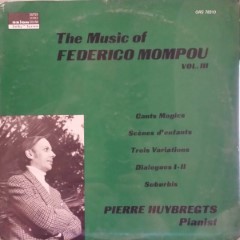 The Music of
FEDERICO MOMPOU
VOL. III
Cants Magics
Scènes d'enfants
Trois Variations
Dialogues I-II
Suburbis
PIERRE HUYBREGTS
Pianist